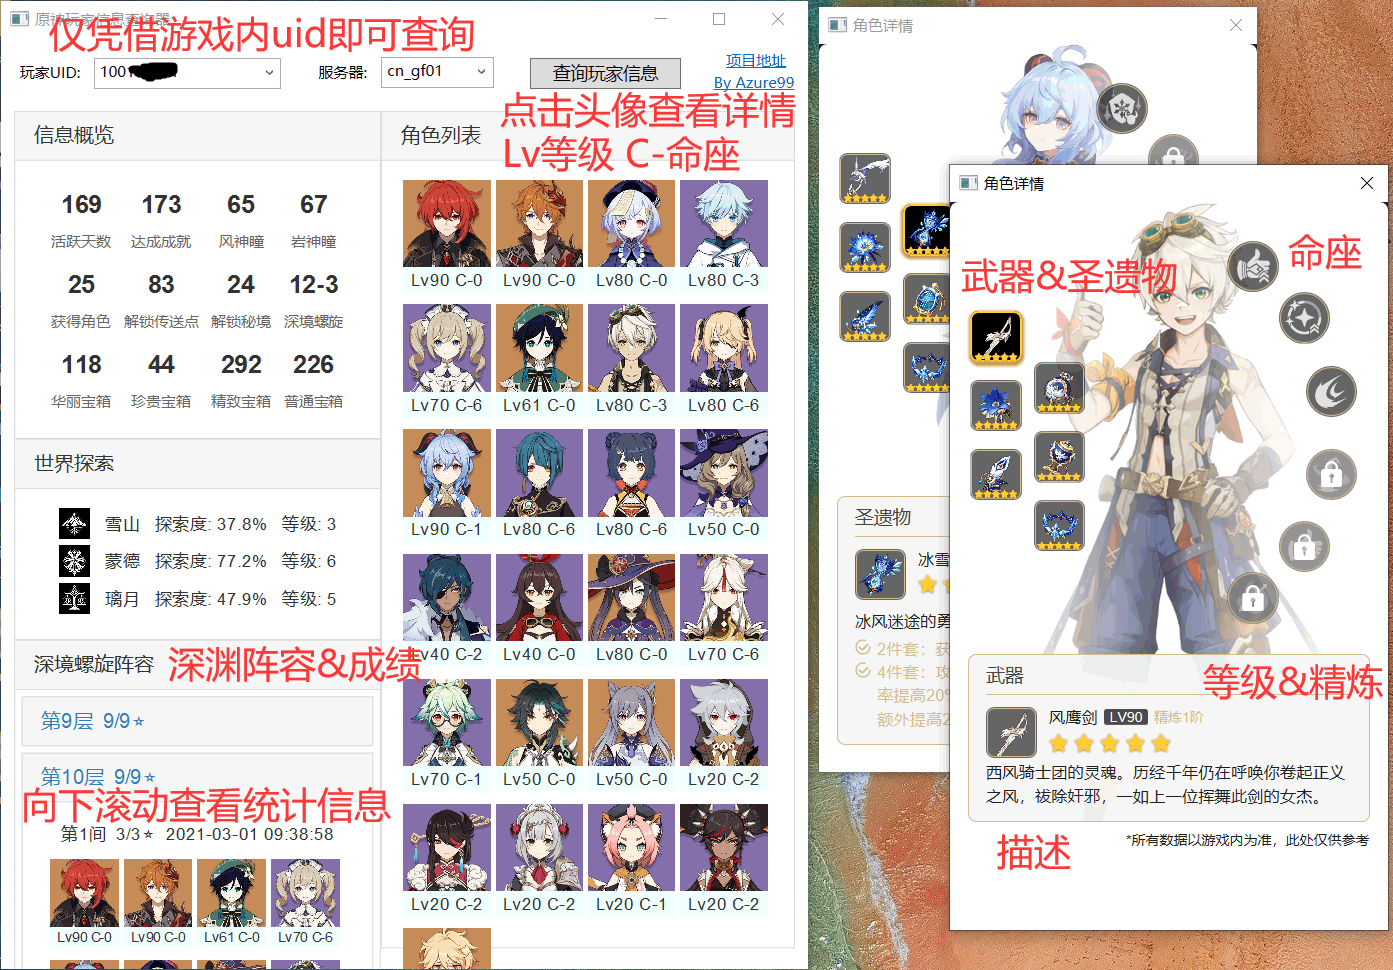 原神玩家信息查询器
仅凭借游戏内uid即可查询
玩家UID: 100
服务器: cn_gf01
查询玩家信息
项目地址
By Azure99
点击头像查看详情
Lv等级 C-命座
信息概览
169 173 65 67
活跃天数 达成成就 风神瞳 岩神瞳
25 83 24 12-3
获得角色 解锁传送点 解锁秘境 深境螺旋
118 44 292 226
华丽宝箱 珍贵宝箱 精致宝箱 普通宝箱
世界探索
雪山 探索度: 37.8% 等级: 3
蒙德 探索度: 77.2% 等级: 6
璃月 探索度: 47.9% 等级: 5
深境螺旋阵容
深渊阵容&成绩
第9层 9/9⭐
第10层 9/9⭐
向下滚动查看统计信息
第1间 3/3⭐ 2021-03-01 09:38:58
Lv90 C-0 Lv90 C-0 Lv61 C-0 Lv70 C-6
角色列表
Lv90 C-0 Lv90 C-0 Lv80 C-0 Lv80 C-3
Lv70 C-6 Lv61 C-0 Lv80 C-3 Lv80 C-6
Lv90 C-1 Lv80 C-6 Lv80 C-6 Lv50 C-0
Lv40 C-2 Lv40 C-0 Lv80 C-0 Lv70 C-6
Lv70 C-1 Lv50 C-0 Lv50 C-0 Lv20 C-2
Lv20 C-2 Lv20 C-2 Lv20 C-1 Lv20 C-2
角色详情
圣遗物
冰雪
冰风迷途的勇
2件套: 获
4件套: 攻
率提高20%
额外提高2
角色详情
武器&圣遗物
命座
武器
等级&精炼
风鹰剑 LV90 精炼1阶
西风骑士团的灵魂。历经千年仍在呼唤你卷起正义
之风，祓除奸邪，一如上一位挥舞此剑的女杰。
描述
*所有数据以游戏内为准，此处仅供参考